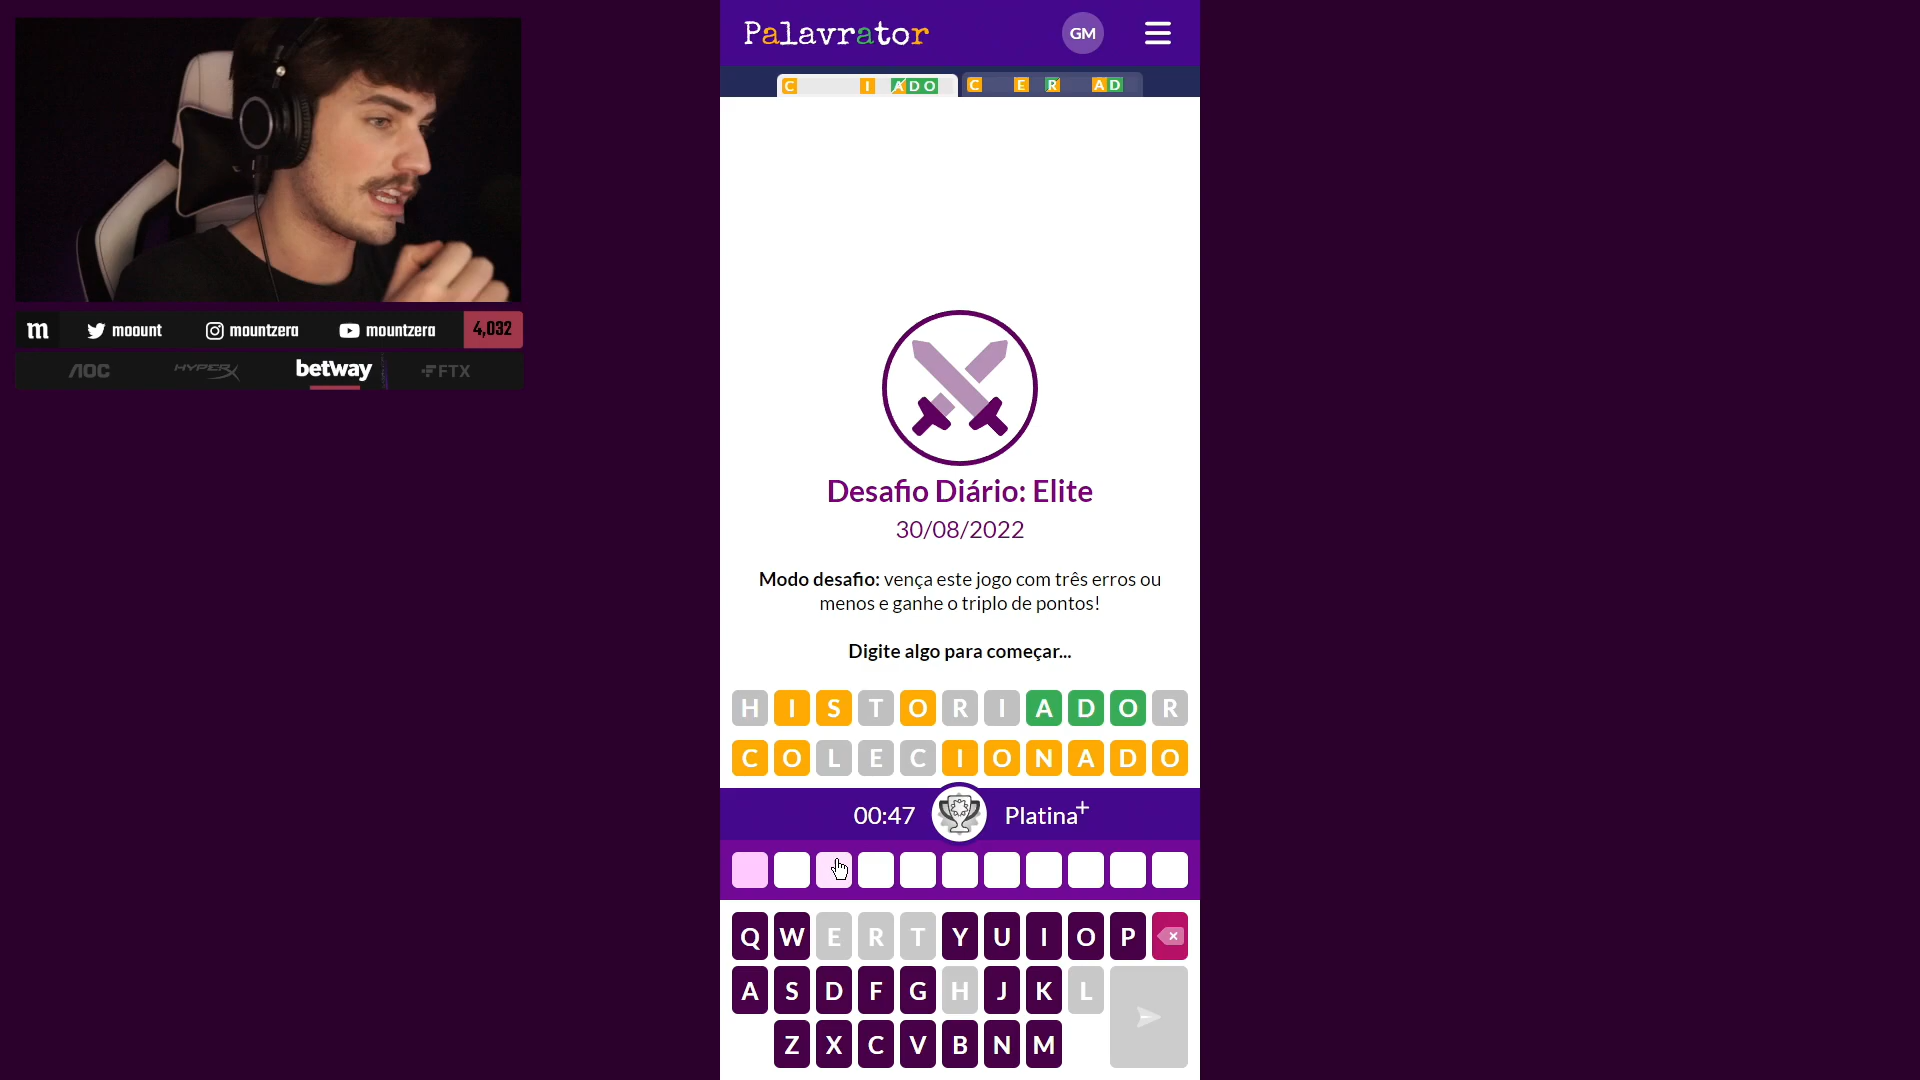 Palavrator
GM
C I A D O
C E R A D
moount mountzera mountzera 4,032
AOC HYPERX betway FTX
Desafio Diário: Elite
30/08/2022
Modo desafio: vença este jogo com três erros ou
menos e ganhe o triplo de pontos!
Digite algo para começar...
H I S T O R I A D O R
C O L E C I O N A D O
00:47 Platina+
Q W E R T Y U I O P
A S D F G H J K L
Z X C V B N M